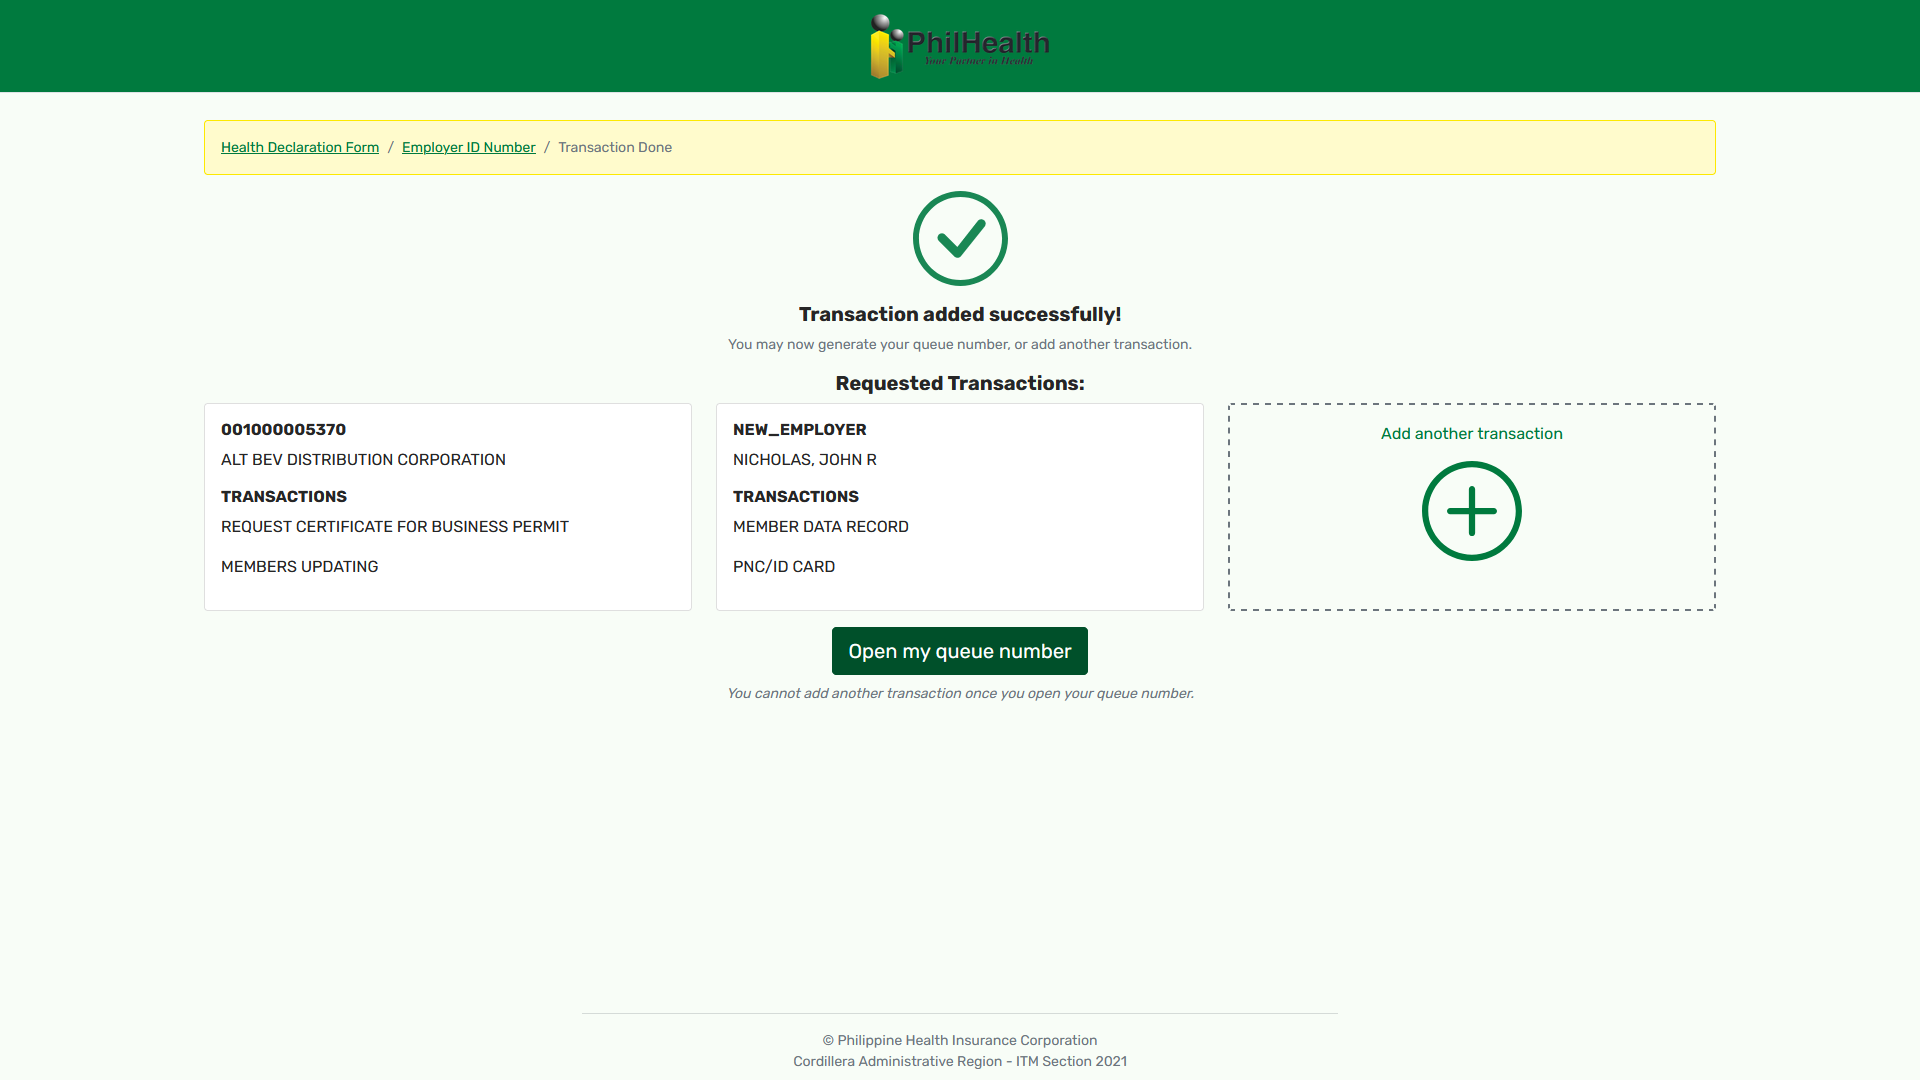 PhilHealth
Your Partner in Health
Health Declaration Form / Employer ID Number / Transaction Done
Transaction added successfully!
You may now generate your queue number, or add another transaction.
Requested Transactions:
001000005370
ALT BEV DISTRIBUTION CORPORATION
TRANSACTIONS
REQUEST CERTIFICATE FOR BUSINESS PERMIT
MEMBERS UPDATING
NEW_EMPLOYER
NICHOLAS, JOHN R
TRANSACTIONS
MEMBER DATA RECORD
PNC/ID CARD
Add another transaction
Open my queue number
You cannot add another transaction once you open your queue number.
© Philippine Health Insurance Corporation
Cordillera Administrative Region - ITM Section 2021